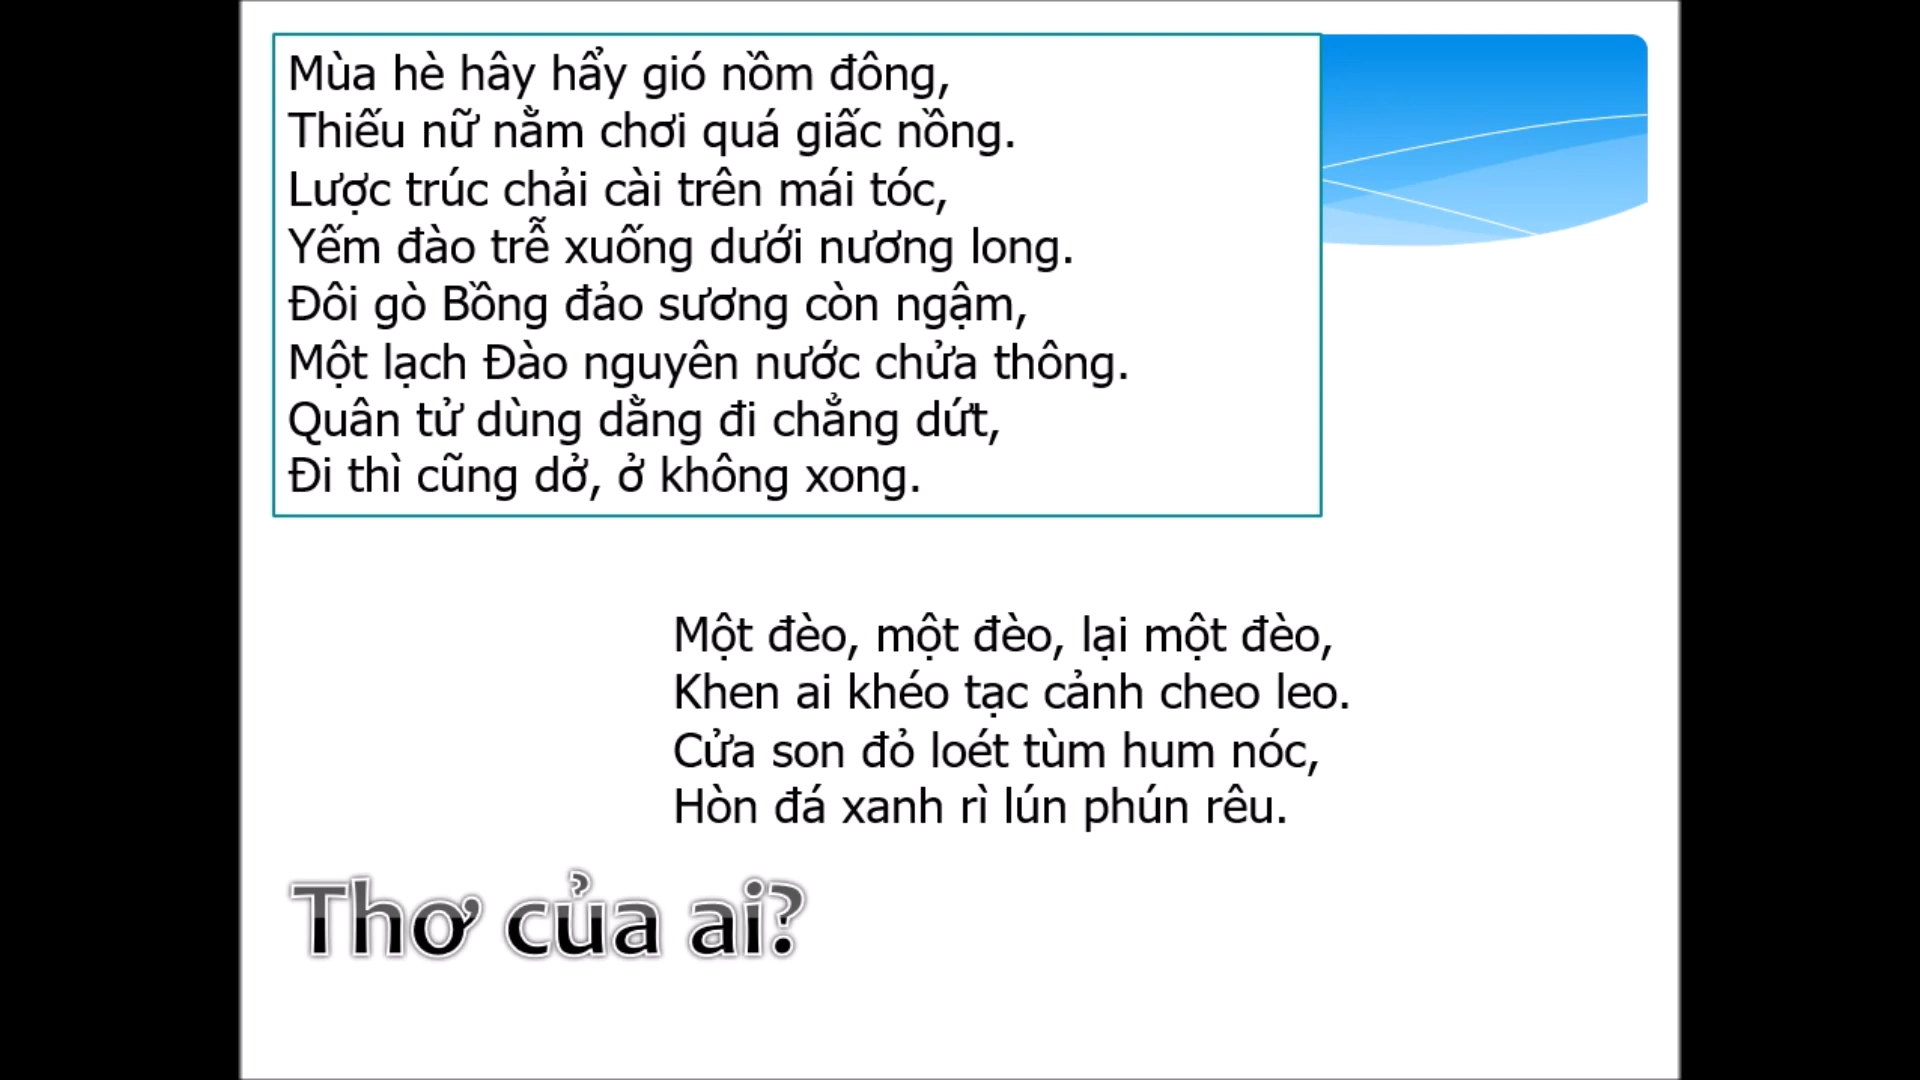 Mùa hè hây hẩy gió nồm đông,
Thiếu nữ nằm chơi quá giấc nồng.
Lược trúc chải cài trên mái tóc,
Yếm đào trễ xuống dưới nương long.
Đôi gò Bồng đảo sương còn ngậm,
Một lạch Đào nguyên nước chửa thông.
Quân tử dùng dằng đi chẳng dứt,
Đi thì cũng dở, ở không xong.
Một đèo, một đèo, lại một đèo,
Khen ai khéo tạc cảnh cheo leo.
Cửa son đỏ loét tùm hum nóc,
Hòn đá xanh rì lún phún rêu.
Thơ của ai?